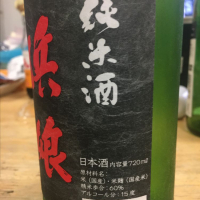 純米酒
浜娘
日本酒 内容量720ml
原材料名:
米(国産)・米麹(国産米)
精米歩合:60%
アルコール分:15度